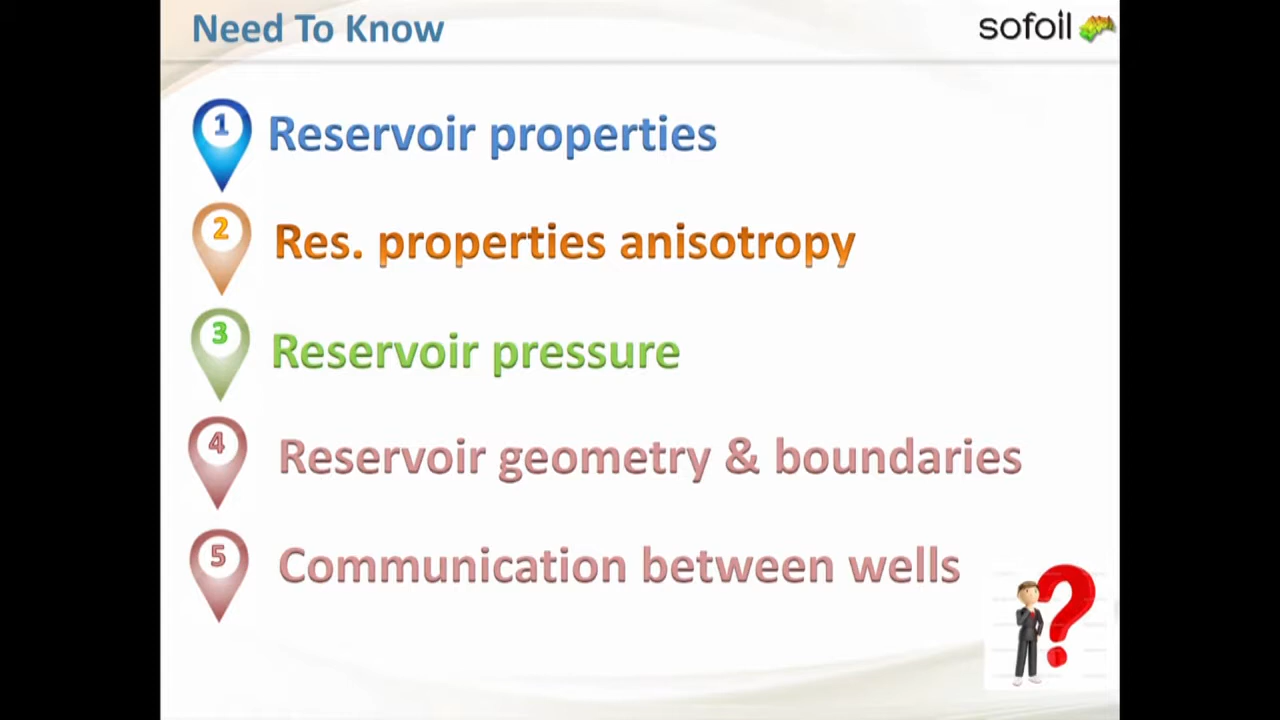 Need To Know
sofoil
1 Reservoir properties
2 Res. properties anisotropy
3 Reservoir pressure
4 Reservoir geometry & boundaries
5 Communication between wells
?